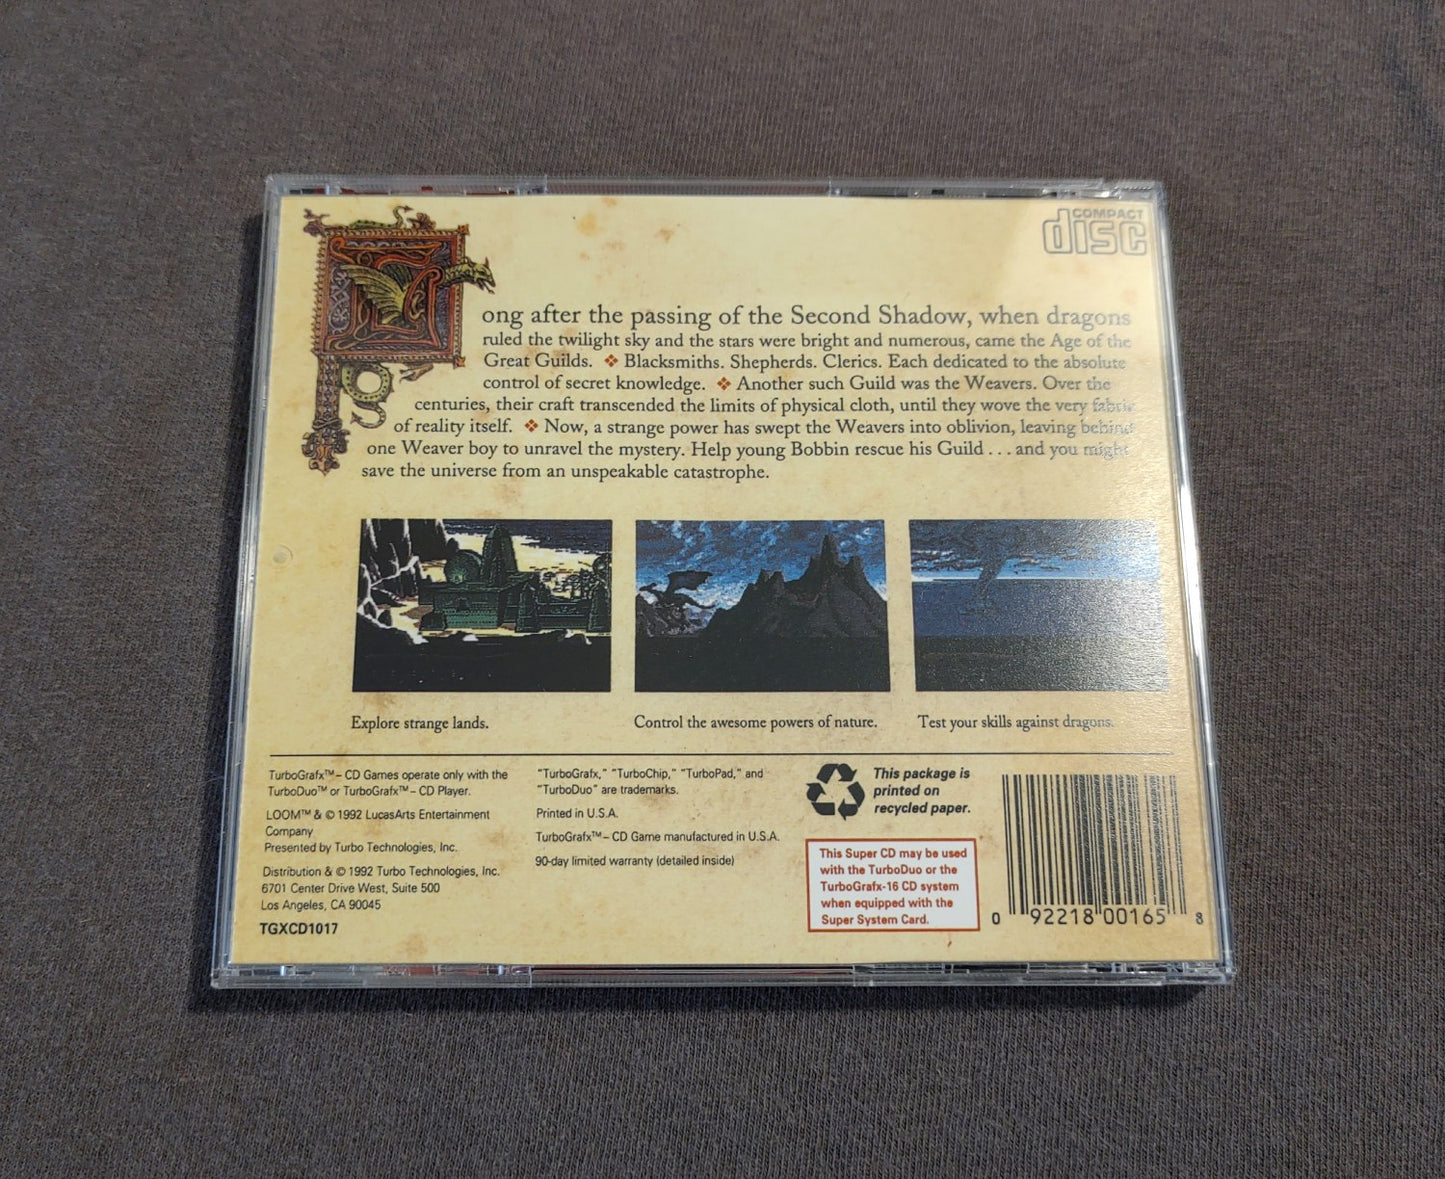 COMPACT
disc
Long after the passing of the Second Shadow, when dragons
ruled the twilight sky and the stars were bright and numerous, came the Age of the
Great Guilds. ❖ Blacksmiths. Shepherds. Clerics. Each dedicated to the absolute
control of secret knowledge. ❖ Another such Guild was the Weavers. Over the
centuries, their craft transcended the limits of physical cloth, until they wove the very fabric
of reality itself. ❖ Now, a strange power has swept the Weavers into oblivion, leaving behind
one Weaver boy to unravel the mystery. Help young Bobbin rescue his Guild . . . and you might
save the universe from an unspeakable catastrophe.
Explore strange lands.
Control the awesome powers of nature.
Test your skills against dragons.
TurboGrafx™– CD Games operate only with the
TurboDuo™ or TurboGrafx™– CD Player.
LOOM™ & © 1992 LucasArts Entertainment
Company
Presented by Turbo Technologies, Inc.
Distribution & © 1992 Turbo Technologies, Inc.
6701 Center Drive West, Suite 500
Los Angeles, CA 90045
TGXCD1017
"TurboGrafx," "TurboChip," "TurboPad," and
"TurboDuo" are trademarks.
Printed in U.S.A.
TurboGrafx™– CD Game manufactured in U.S.A.
90-day limited warranty (detailed inside)
This package is
printed on
recycled paper.
This Super CD may be used
with the TurboDuo or the
TurboGrafx-16 CD system
when equipped with the
Super System Card.
0 92218 00165 8